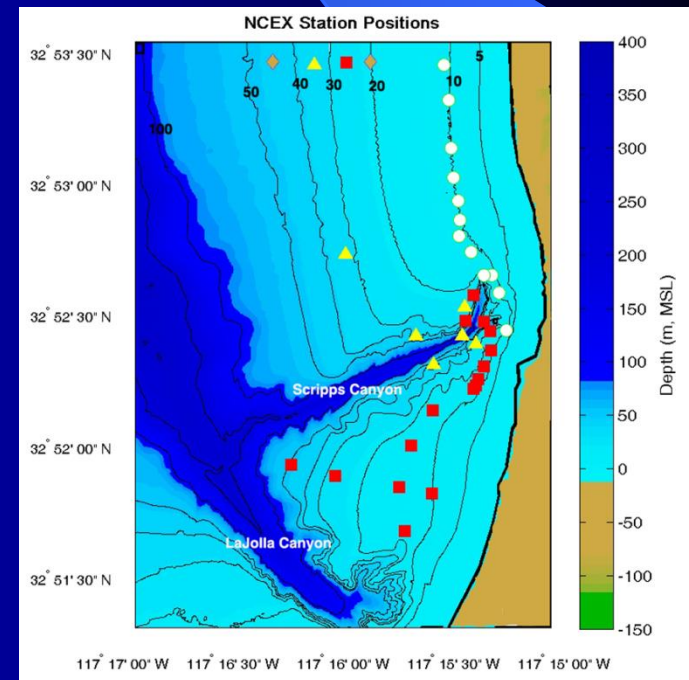 NCEX Station Positions
32° 53' 30" N
32° 53' 00" N
32° 52' 30" N
32° 52' 00" N
32° 51' 30" N
5
10
20
30
40
50
100
Scripps Canyon
LaJolla Canyon
117° 17' 00" W
117° 16' 30" W
117° 16' 00" W
117° 15' 30" W
117° 15' 00" W
400
350
300
250
200
150
100
50
0
-50
-100
-150
Depth (m, MSL)